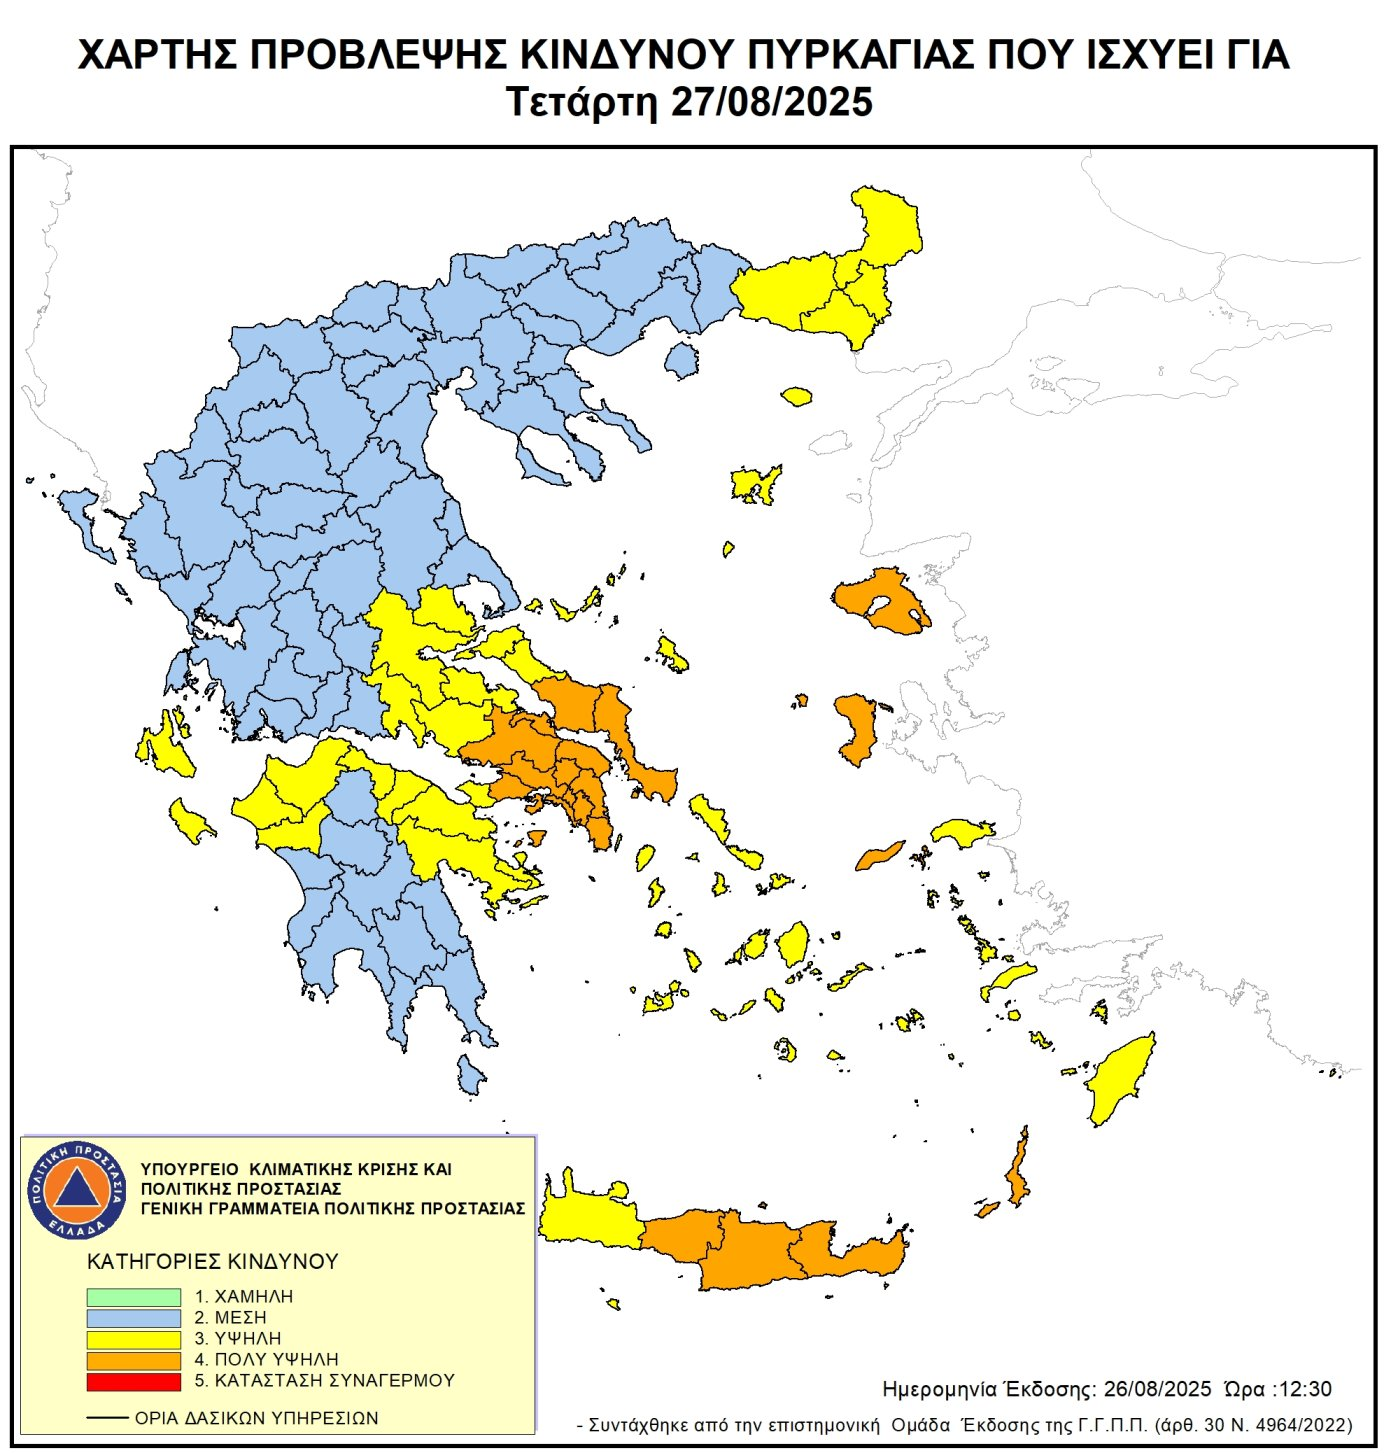 ΧΑΡΤΗΣ ΠΡΟΒΛΕΨΗΣ ΚΙΝΔΥΝΟΥ ΠΥΡΚΑΓΙΑΣ ΠΟΥ ΙΣΧΥΕΙ ΓΙΑ
Τετάρτη 27/08/2025
ΠΟΛΙΤΙΚΗ ΠΡΟΣΤΑΣΙΑ
ΕΛΛΑΔΑ
ΥΠΟΥΡΓΕΙΟ ΚΛΙΜΑΤΙΚΗΣ ΚΡΙΣΗΣ ΚΑΙ
ΠΟΛΙΤΙΚΗΣ ΠΡΟΣΤΑΣΙΑΣ
ΓΕΝΙΚΗ ΓΡΑΜΜΑΤΕΙΑ ΠΟΛΙΤΙΚΗΣ ΠΡΟΣΤΑΣΙΑΣ
ΚΑΤΗΓΟΡΙΕΣ ΚΙΝΔΥΝΟΥ
1. ΧΑΜΗΛΗ
2. ΜΕΣΗ
3. ΥΨΗΛΗ
4. ΠΟΛΥ ΥΨΗΛΗ
5. ΚΑΤΑΣΤΑΣΗ ΣΥΝΑΓΕΡΜΟΥ
ΟΡΙΑ ΔΑΣΙΚΩΝ ΥΠΗΡΕΣΙΩΝ
Ημερομηνία Έκδοσης: 26/08/2025 Ώρα :12:30
- Συντάχθηκε από την επιστημονική Ομάδα Έκδοσης της Γ.Γ.Π.Π. (άρθ. 30 Ν. 4964/2022)